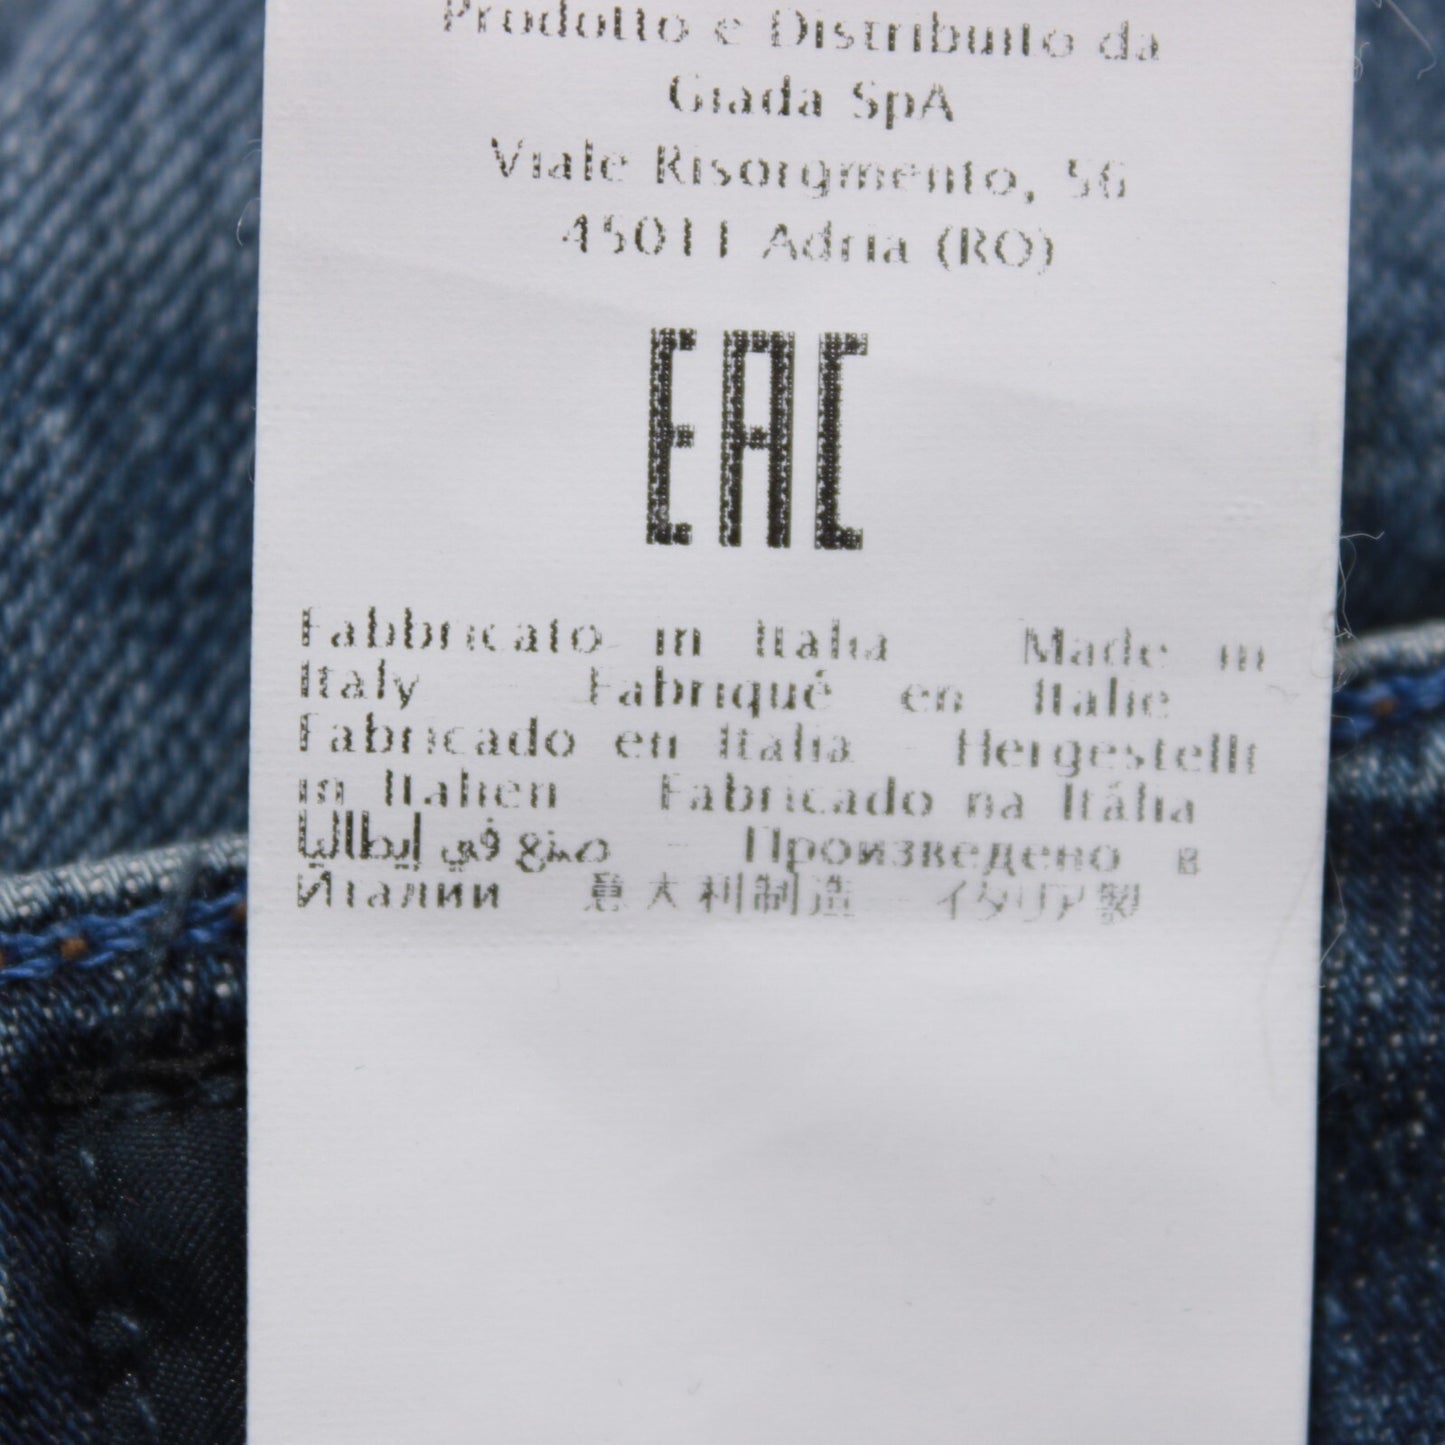 Prodotto e Distribuito da
Giada SpA
Viale Risorgmento, 56
45011 Adria (RO)
EAC
Fabbricato in Italia Made in
Italy - Fabriqué en Italie
Fabricado en Italia - Hergestellt
in Italien Fabricado na Itália
صنع في إيطاليا - Произведено в
Италии 意大利制造 - イタリア製